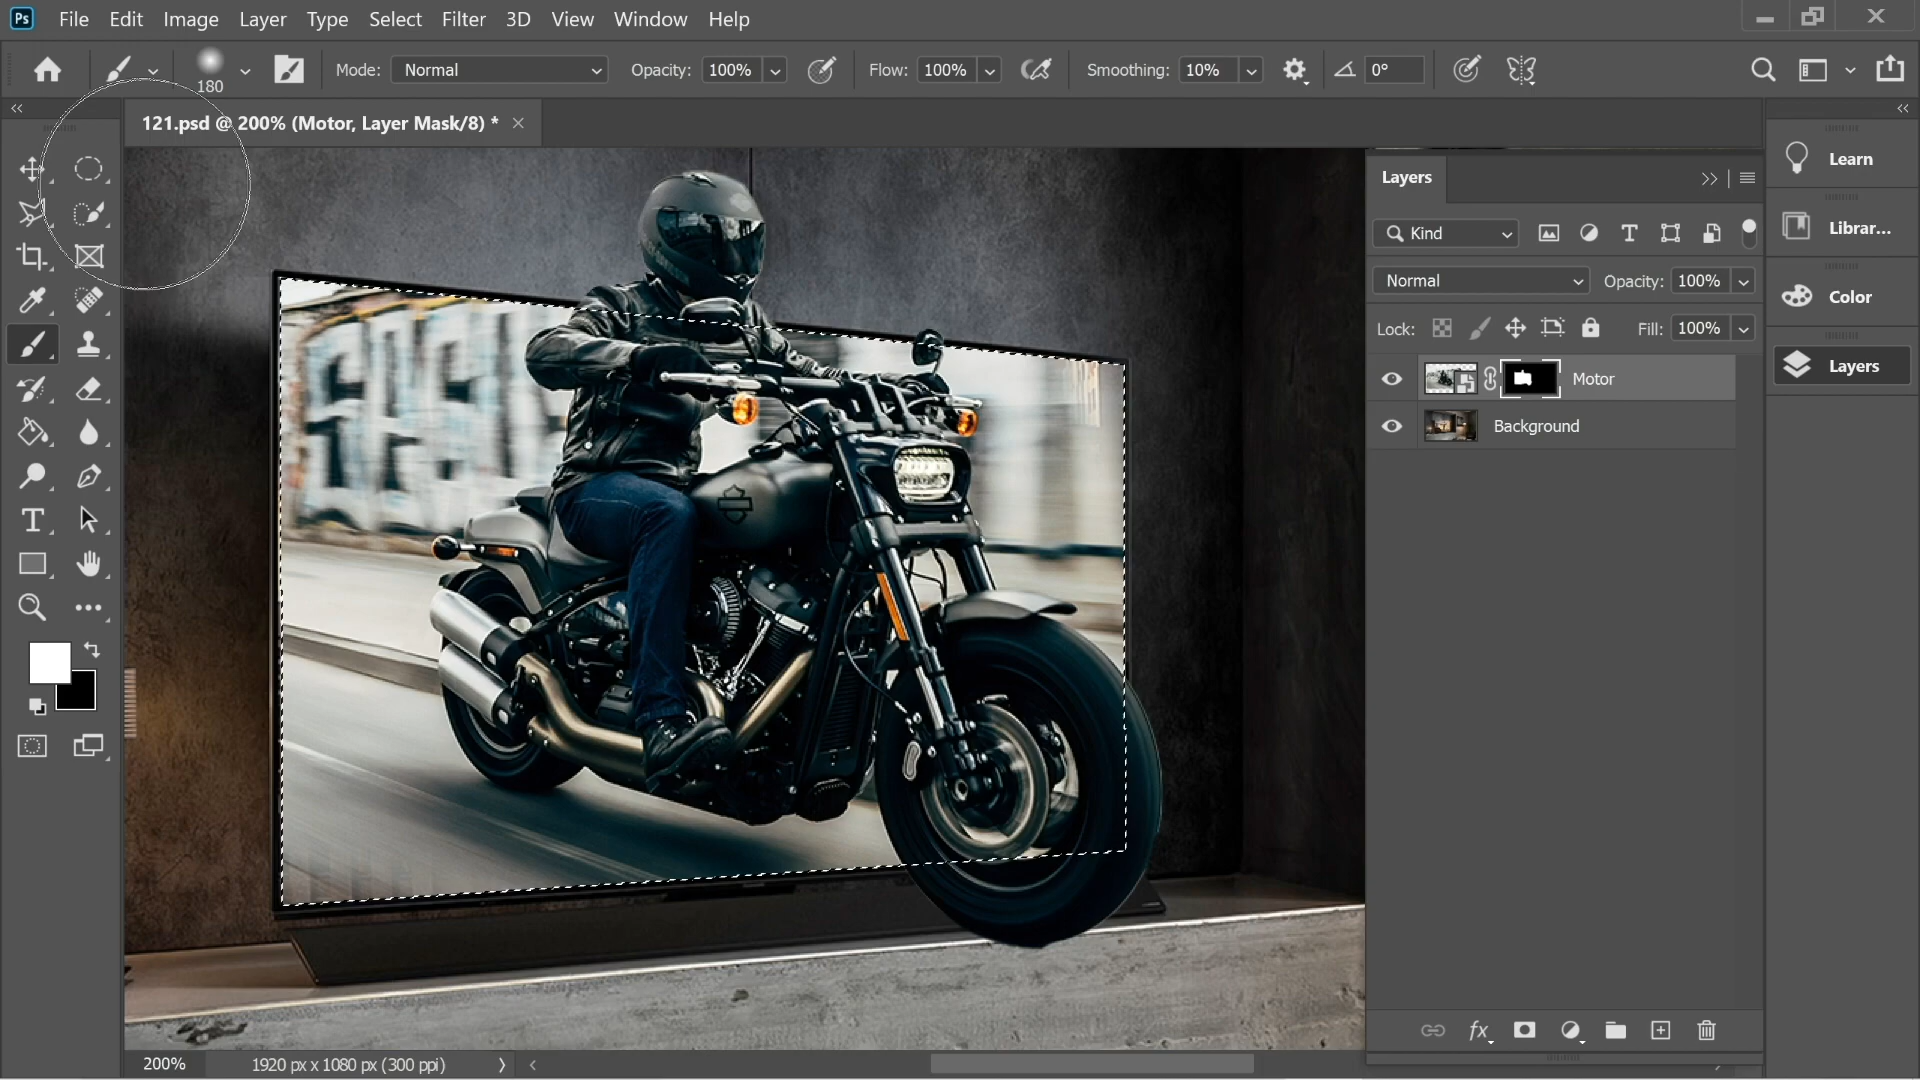 Ps File Edit Image Layer Type Select Filter 3D View Window Help
180 Mode: Normal Opacity: 100% Flow: 100% Smoothing: 10% 0°
121.psd @ 200% (Motor, Layer Mask/8) * ×
Layers
Kind
Normal Opacity: 100%
Lock: Fill: 100%
Motor
Background
Learn
Librar...
Color
Layers
fx
200% 1920 px x 1080 px (300 ppi)